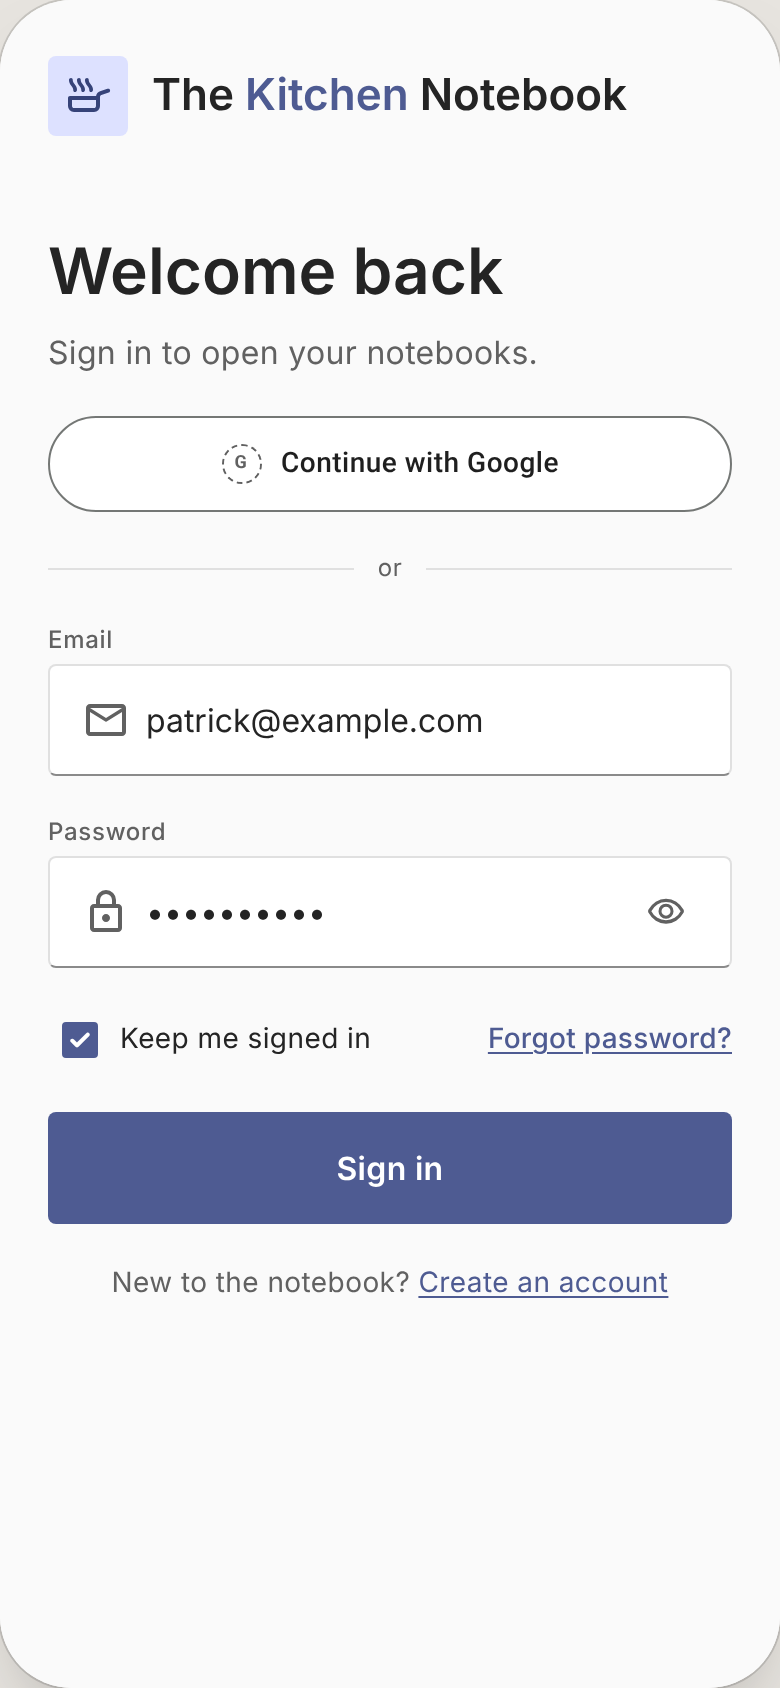 The Kitchen Notebook
Welcome back
Sign in to open your notebooks.
G Continue with Google
or
Email
patrick@example.com
Password
••••••••••
Keep me signed in Forgot password?
Sign in
New to the notebook? Create an account